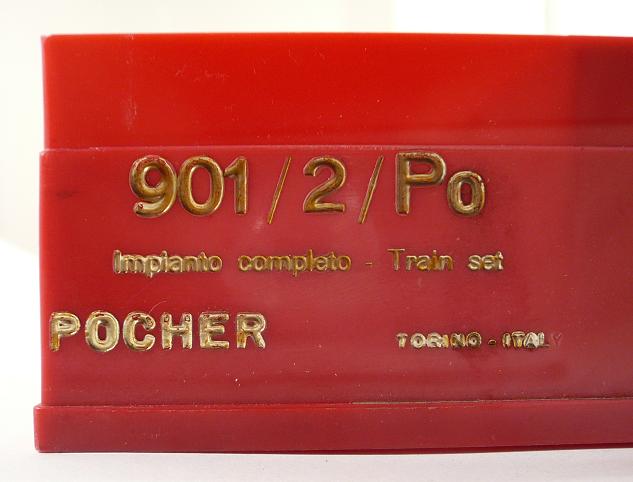 901/2/Po
Impianto completo - Train set
POCHER TORINO - ITALY